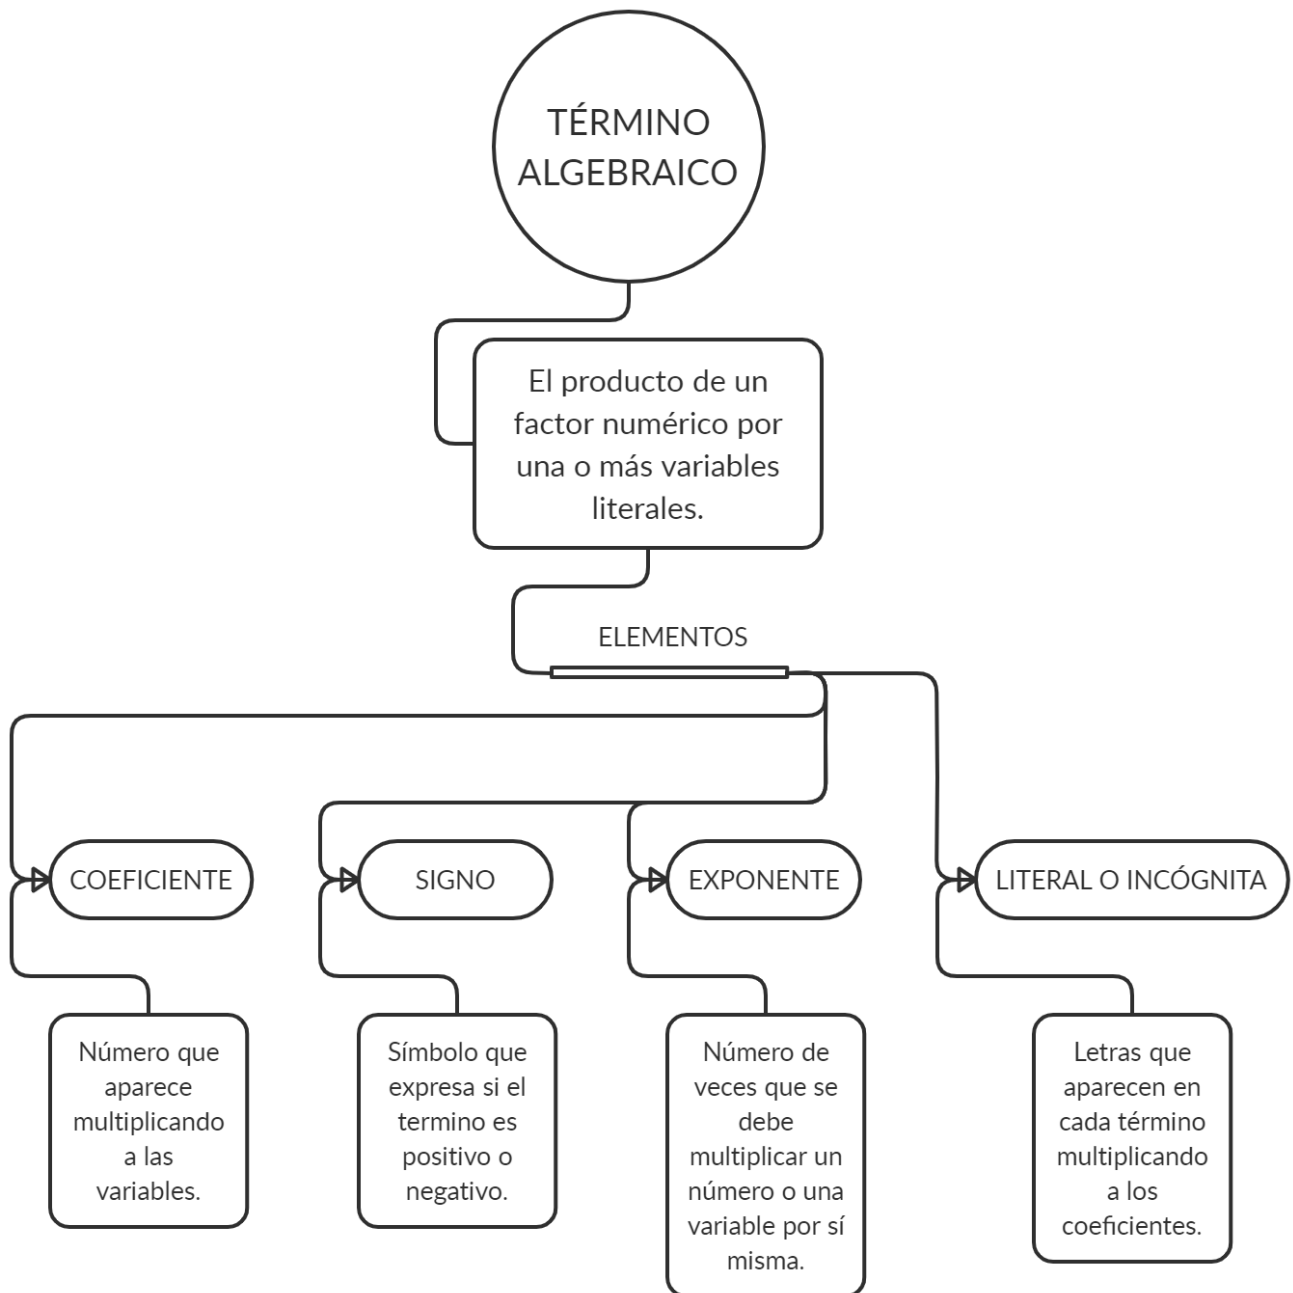 TÉRMINO
ALGEBRAICO
El producto de un
factor numérico por
una o más variables
literales.
ELEMENTOS
COEFICIENTE
SIGNO
EXPONENTE
LITERAL O INCÓGNITA
Número que
aparece
multiplicando
a las
variables.
Símbolo que
expresa si el
termino es
positivo o
negativo.
Número de
veces que se
debe
multiplicar un
número o una
variable por sí
misma.
Letras que
aparecen en
cada término
multiplicando
a los
coeficientes.